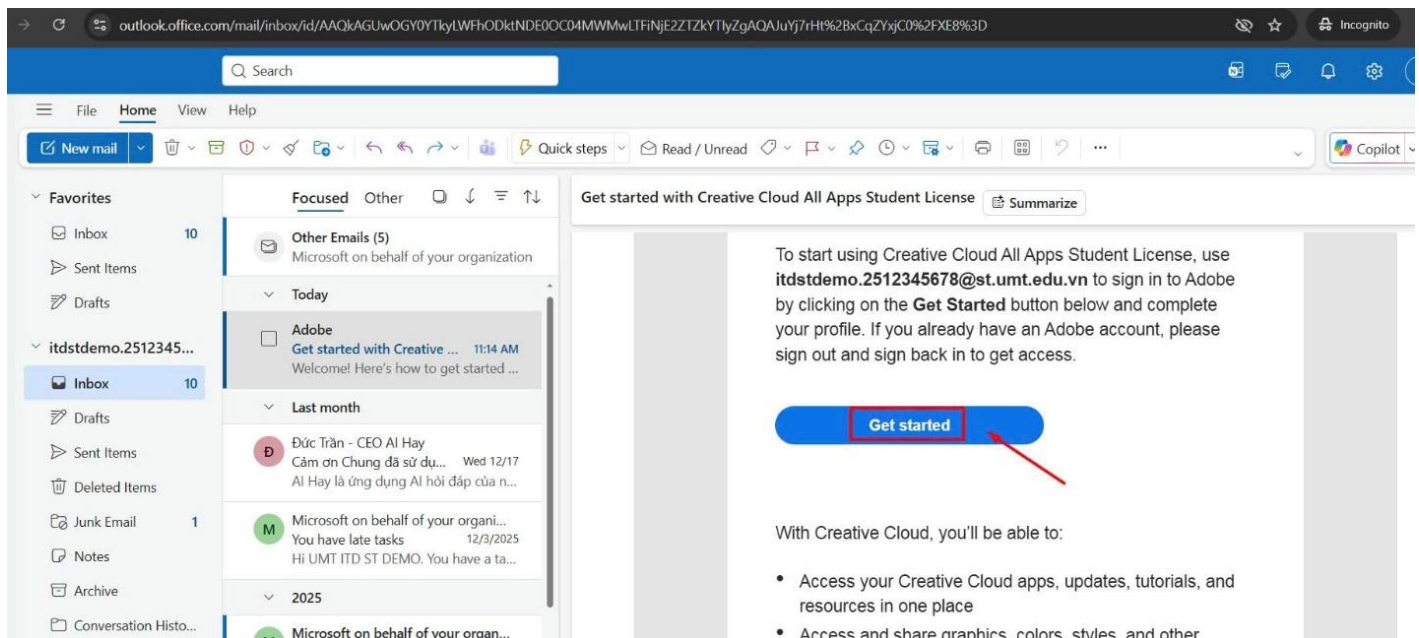 outlook.office.com/mail/inbox/id/AAQkAGUwOGY0YTkyLWFhODktNDE0OC04MWMwLTFiNjE2ZTZkYTIyZgAQAJuYj7rHt%2BxCqZYxjC0%2FXE8%3D
Incognito
Search
File Home View Help
New mail
Quick steps
Read / Unread
Copilot
Favorites
Inbox 10
Sent Items
Drafts
itdstdemo.2512345...
Inbox 10
Drafts
Sent Items
Deleted Items
Junk Email 1
Notes
Archive
Conversation Histo...
Focused Other
Other Emails (5)
Microsoft on behalf of your organization
Today
Adobe
Get started with Creative ... 11:14 AM
Welcome! Here's how to get started ...
Last month
Đ
Đức Trần - CEO AI Hay
Cảm ơn Chung đã sử dụ... Wed 12/17
AI Hay là ứng dụng AI hỏi đáp của n...
M
Microsoft on behalf of your organi...
You have late tasks 12/3/2025
Hi UMT ITD ST DEMO. You have a ta...
2025
Microsoft on behalf of your organ...
Get started with Creative Cloud All Apps Student License
Summarize
To start using Creative Cloud All Apps Student License, use
itdstdemo.2512345678@st.umt.edu.vn to sign in to Adobe
by clicking on the Get Started button below and complete
your profile. If you already have an Adobe account, please
sign out and sign back in to get access.
Get started
With Creative Cloud, you'll be able to:
• Access your Creative Cloud apps, updates, tutorials, and
resources in one place
• Access and share graphics, colors, styles, and other